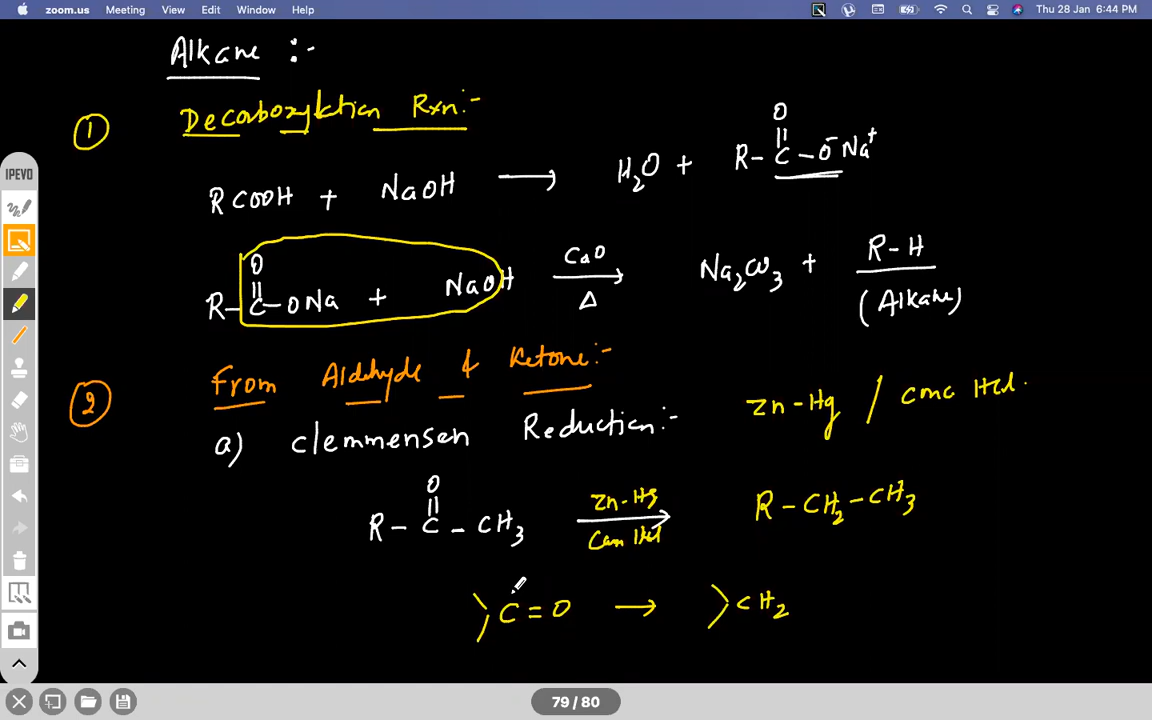 zoom.us Meeting View Edit Window Help Thu 28 Jan 6:44 PM
Alkane :-
① Decarboxylation Rxn:-
RCOOH + NaOH ⟶ H₂O + R-C(=O)-O⁻Na⁺
IPEVO
R-C(=O)-ONa + NaOH ⟶ CaO Δ Na₂CO₃ + R-H
(Alkane)
② From Aldehyde & Ketone:-
a) Clemmensen Reduction:- Zn-Hg / conc HCl.
R-C(=O)-CH₃ ⟶ Zn-Hg Conc HCl R-CH₂-CH₃
>C=O ⟶ >CH₂
79 / 80